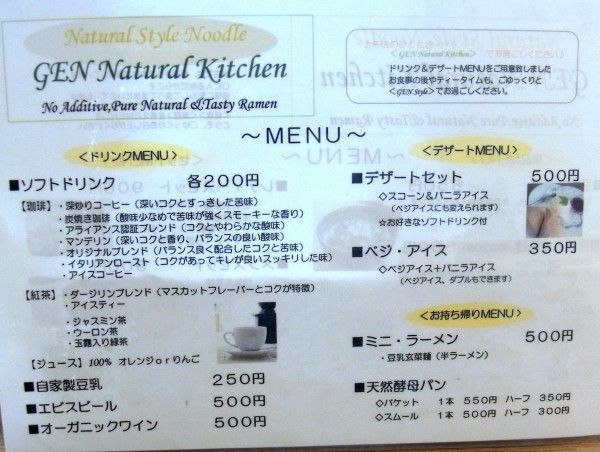 Natural Style Noodle
GEN Natural Kitchen
No Additive,Pure Natural &Tasty Ramen
< GEN Natural Kitchen >
ドリンク&デザートMENUをご用意致しました
お食事の後やティータイムも、ごゆっくりと
<GEN Style>でお過ごしください。
～MENU～
<ドリンクMENU>
■ソフトドリンク 各200円
【珈琲】・深炒りコーヒー（深いコクとすっきした苦味）
・炭焼き珈琲（酸味少なめで苦味が強くスモーキーな香り）
・アライアンス認証ブレンド（コクとやわらかな酸味）
・マンデリン（深いコクと香り、バランスの良い酸味）
・オリジナルブレンド（バランス良く配合したコクと苦味）
・イタリアンロースト（コクがあってキレが良いスッキリした味）
・アイスコーヒー
【紅茶】・ダージリンブレンド（マスカットフレーバーとコクが特徴）
・アイスティー
・ジャスミン茶
・ウーロン茶
・玉露入り緑茶
【ジュース】100% オレンジorりんご
■自家製豆乳 250円
■エビスビール 500円
■オーガニックワイン 500円
<デザートMENU>
■デザートセット 500円
◇スコーン&バニラアイス
（ベジアイスにも変えられます）
☆お好きなソフトドリンク付
■ベジ・アイス 350円
◇ベジアイス+バニラアイス
（ベジアイス、ダブルもできます）
<お持ち帰りMENU>
■ミニ・ラーメン 500円
・豆乳玄菜麺（半ラーメン）
■天然酵母パン
◇バケット 1本 550円 ハーフ 350円
◇スムール 1本 500円 ハーフ 300円